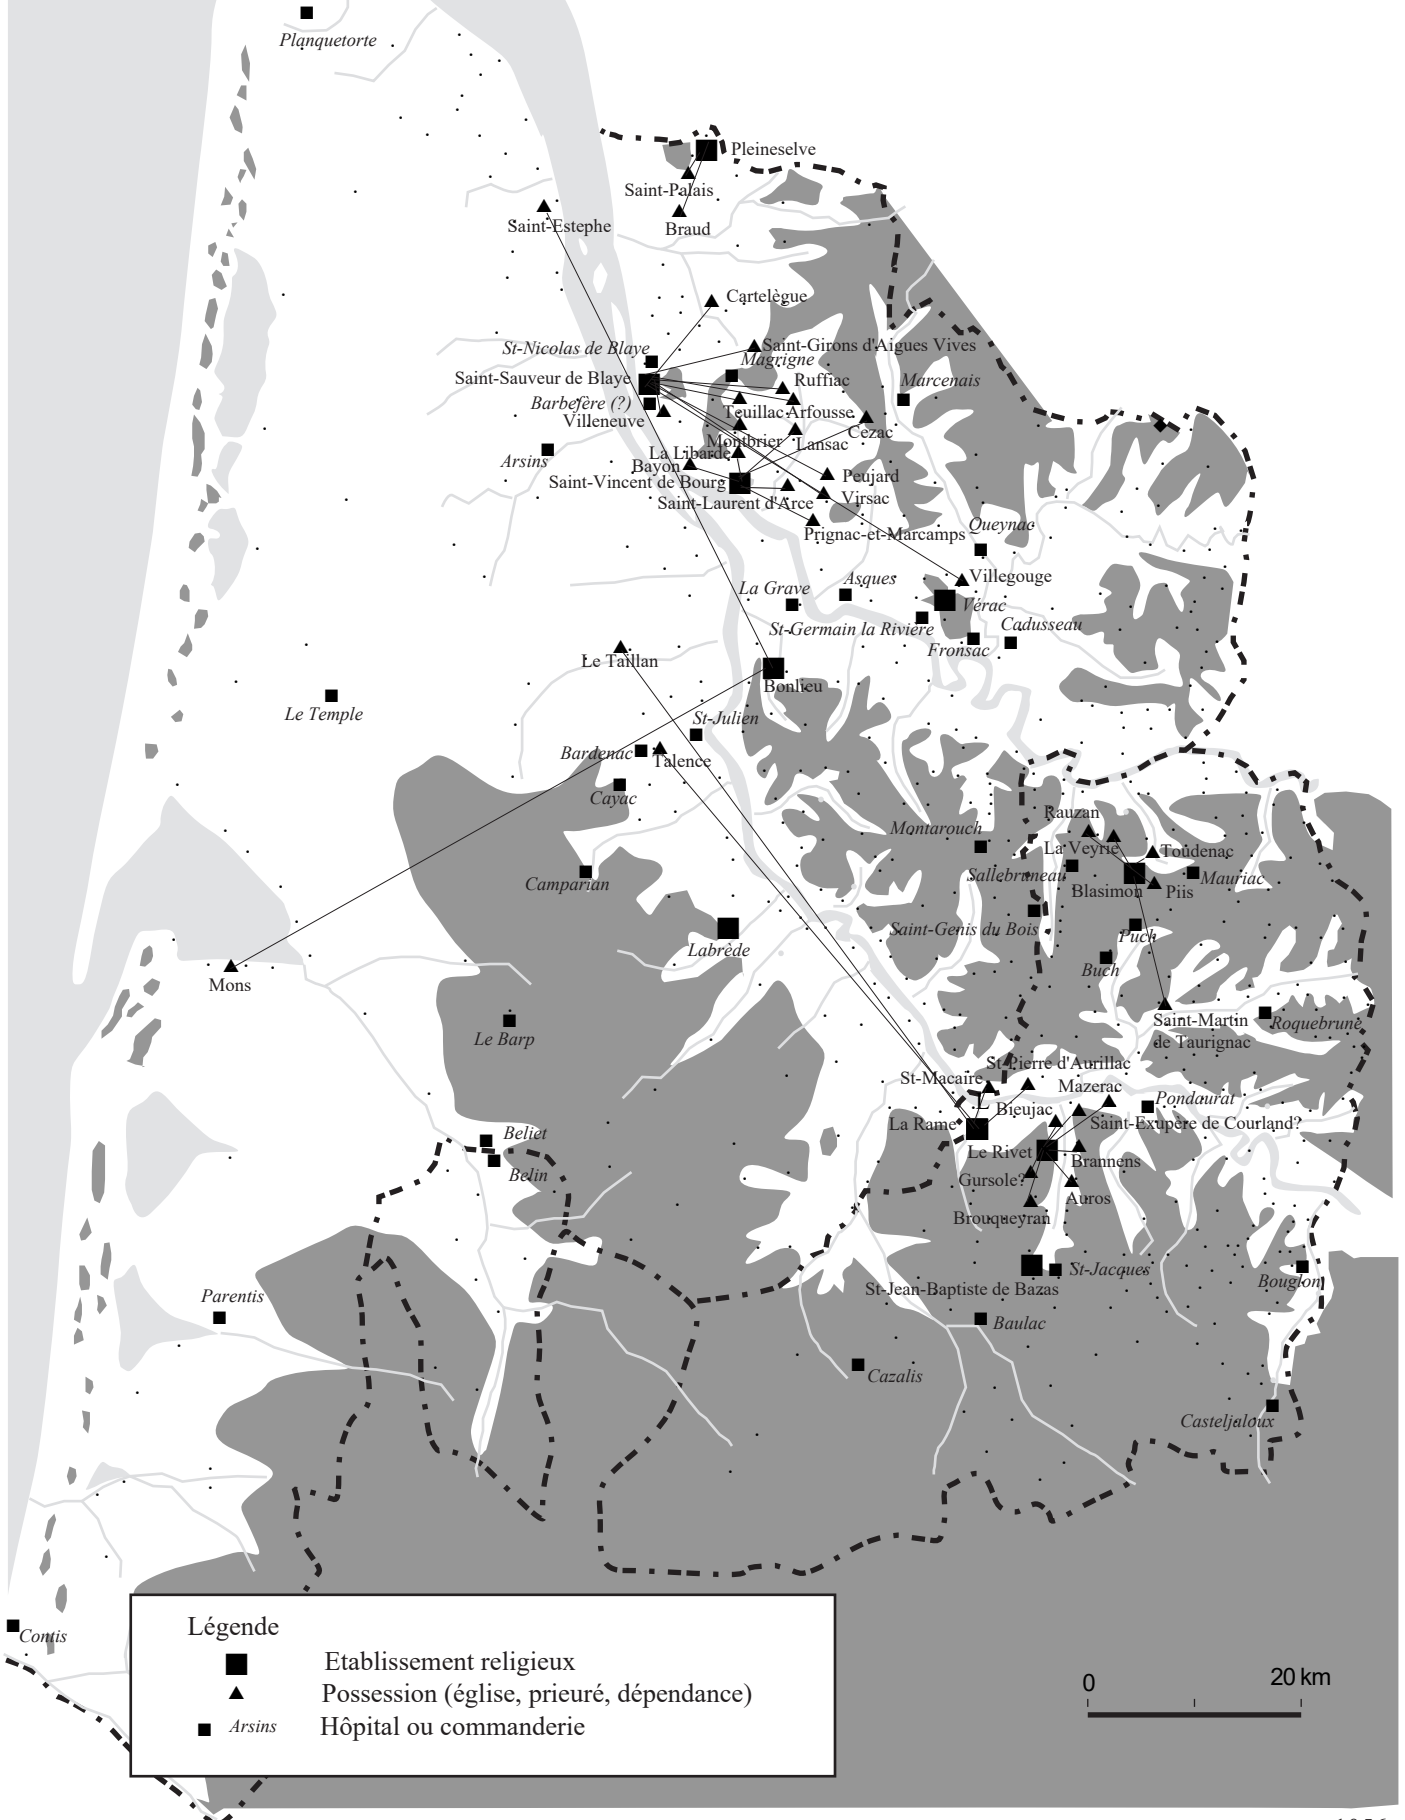 Planquetorte
Pleineselve
Saint-Palais
Braud
Saint-Estephe
Cartelègue
St-Nicolas de Blaye
Saint-Girons d'Aigues Vives
Magrigne
Saint-Sauveur de Blaye
Ruffiac
Marcenais
Barbefère (?)
Teuillac
Arfousse
Villeneuve
Cezac
Montbrier
Lansac
La Libarde
Arsins
Bayon
Peujard
Saint-Vincent de Bourg
Virsac
Saint-Laurent d'Arce
Prignac-et-Marcamps
Queynac
Villegouge
Asques
La Grave
Vérac
St-Germain la Rivière
Cadusseau
Fronsac
Le Taillan
Bonlieu
Le Temple
St-Julien
Bardenac
Talence
Cayac
Rauzan
Montarouch
La Veyrie
Toudenac
Sallebruneau
Mauriac
Camparian
Blasimon
Piis
Saint-Genis du Bois
Puch
Labrède
Buch
Mons
Saint-Martin
de Taurignac
Roquebrune
Le Barp
St-Pierre d'Aurillac
St-Macaire
Mazerac
Pondaurat
Bieujac
La Rame
Saint-Exupère de Courland?
Beliet
Le Rivet
Brannens
Belin
Gursole?
Auros
Brouqueyran
St-Jacques
Bouglon
St-Jean-Baptiste de Bazas
Parentis
Baulac
Cazalis
Casteljaloux
Contis
Légende
Etablissement religieux
Possession (église, prieuré, dépendance)
Arsins Hôpital ou commanderie
0 20 km